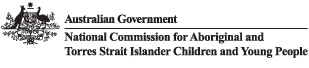 Australian Government
National Commission for Aboriginal and
Torres Strait Islander Children and Young People